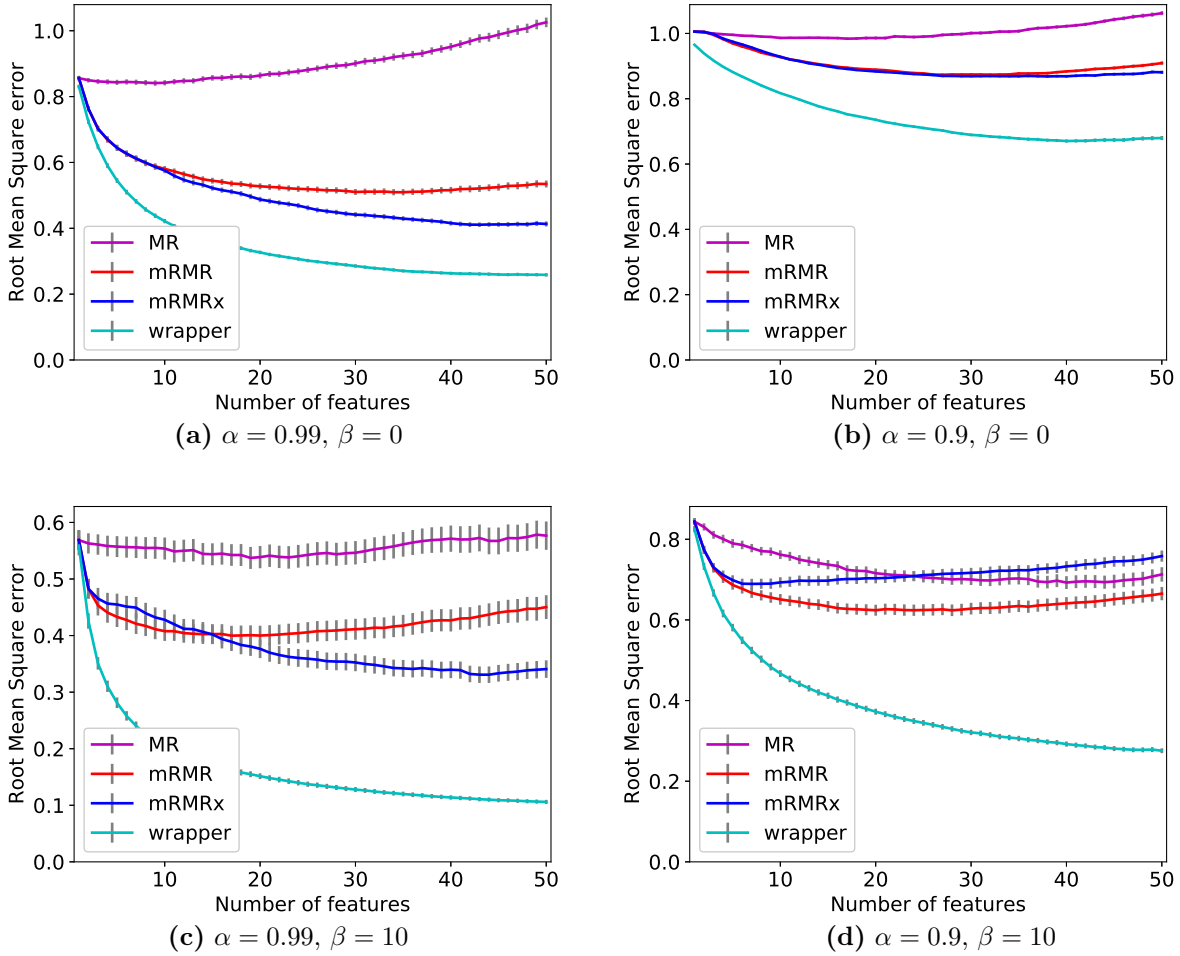 Root Mean Square error
1.0
0.8
0.6
0.4
0.2
0.0
MR
mRMR
mRMRx
wrapper
10 20 30 40 50
Number of features
(a) α = 0.99, β = 0
Root Mean Square error
1.0
0.8
0.6
0.4
0.2
0.0
MR
mRMR
mRMRx
wrapper
10 20 30 40 50
Number of features
(b) α = 0.9, β = 0
Root Mean Square error
0.6
0.5
0.4
0.3
0.2
0.1
0.0
MR
mRMR
mRMRx
wrapper
10 20 30 40 50
Number of features
(c) α = 0.99, β = 10
Root Mean Square error
0.8
0.6
0.4
0.2
0.0
MR
mRMR
mRMRx
wrapper
10 20 30 40 50
Number of features
(d) α = 0.9, β = 10